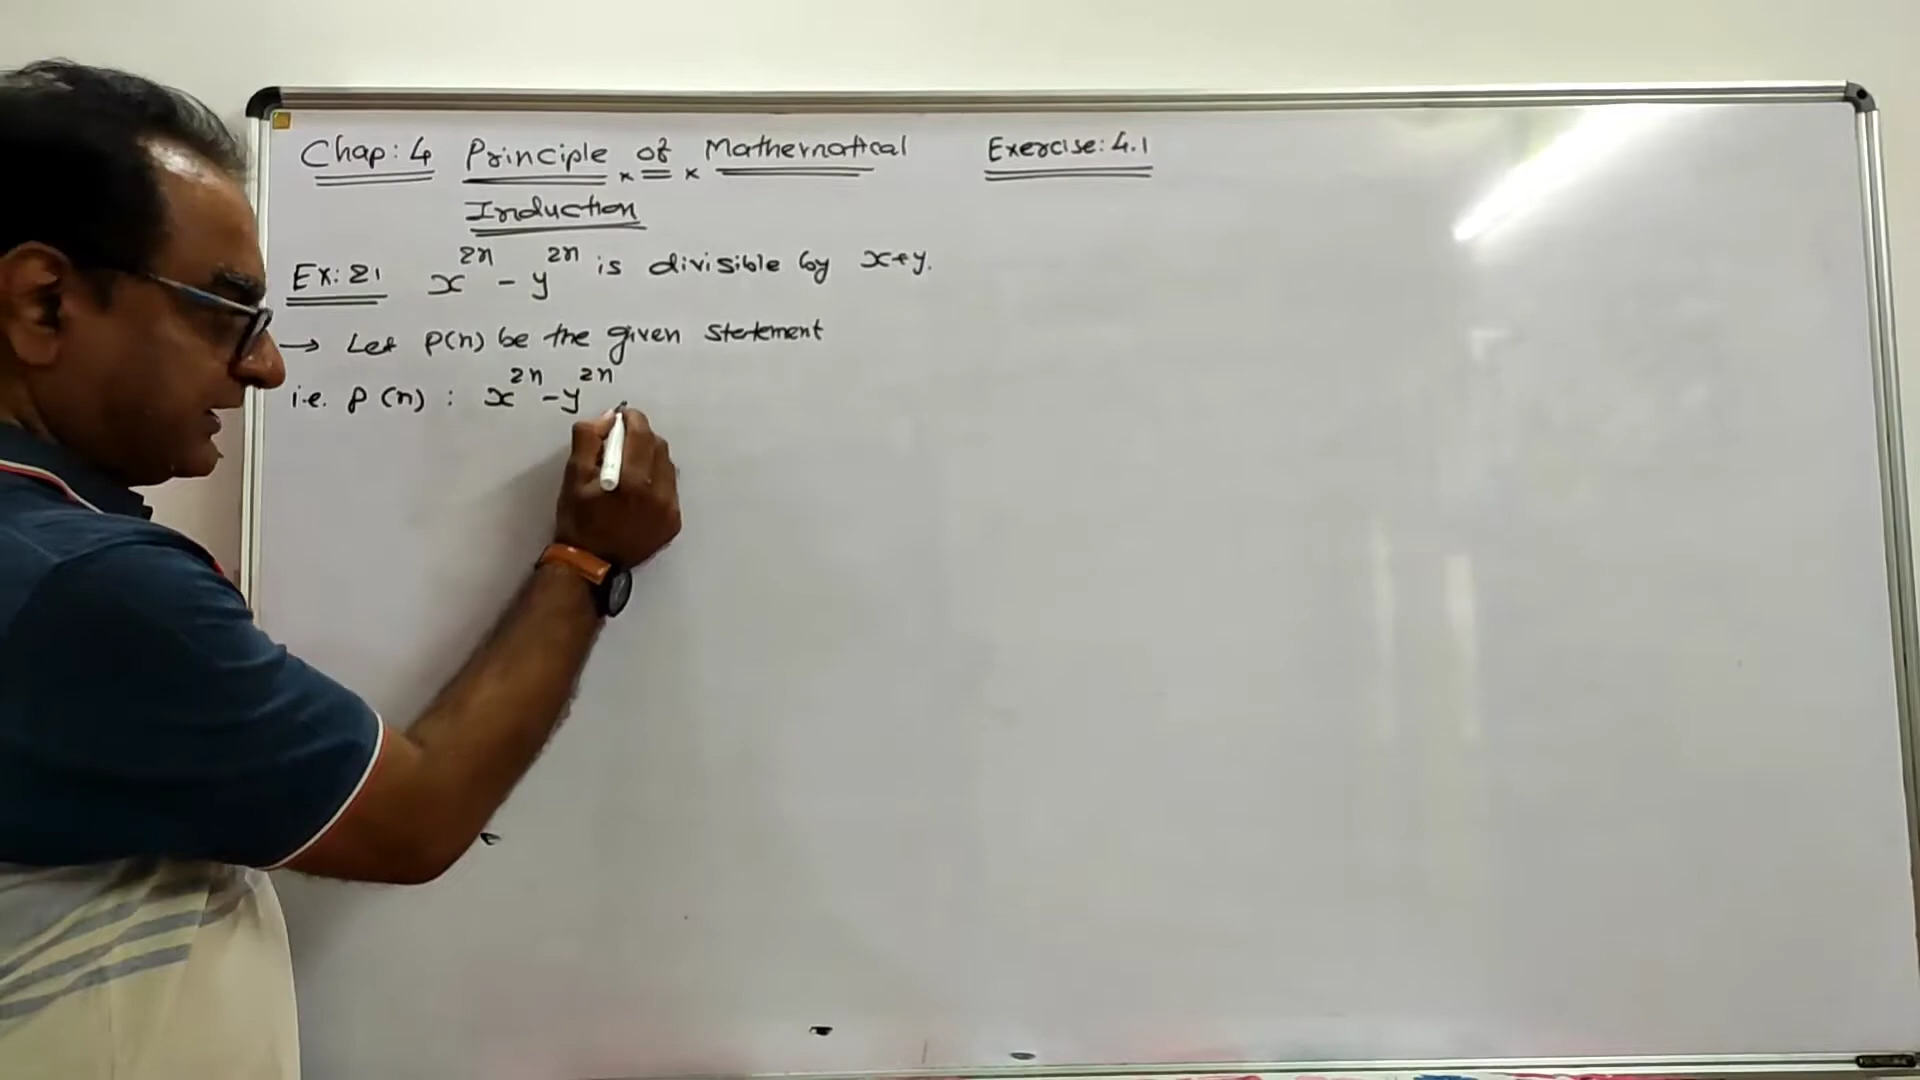 Chap: 4 Principle of Mathematical Exercise: 4.1
Induction
Ex: 21 x^2n - y^2n is divisible by x+y.
→ Let P(n) be the given statement
i.e. P(n) : x^2n - y^2n